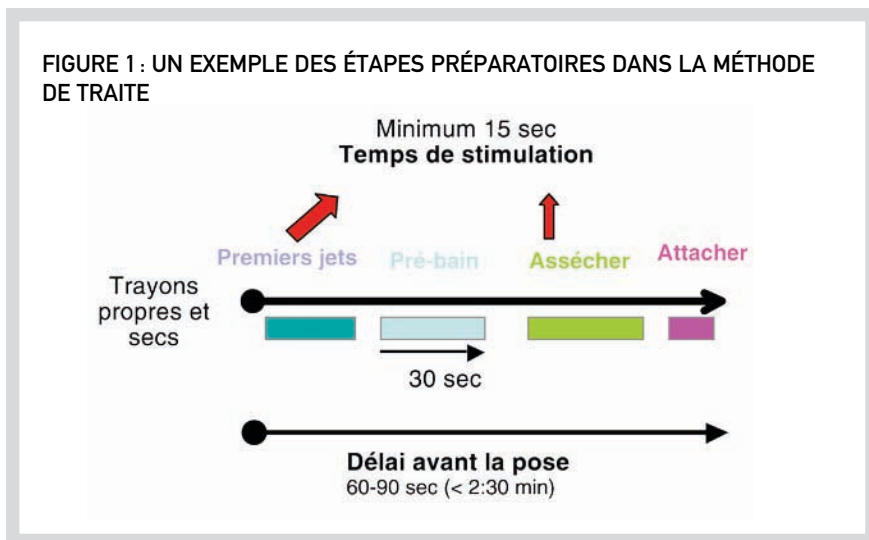 FIGURE 1 : UN EXEMPLE DES ÉTAPES PRÉPARATOIRES DANS LA MÉTHODE
DE TRAITE
Minimum 15 sec
Temps de stimulation
Premiers jets
Pré-bain
Assécher
Attacher
Trayons
propres et
secs
30 sec
Délai avant la pose
60-90 sec (< 2:30 min)